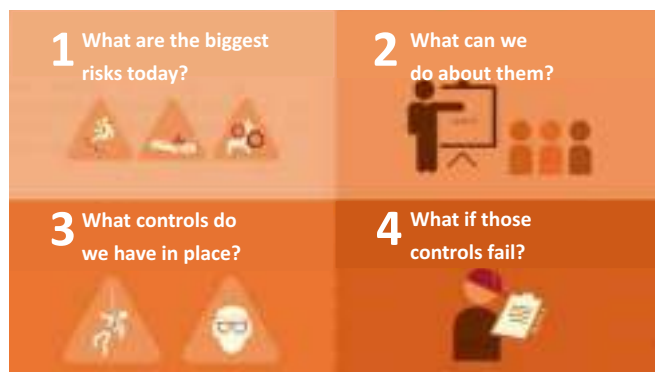 1 What are the biggest
risks today?
2 What can we
do about them?
3 What controls do
we have in place?
4 What if those
controls fail?